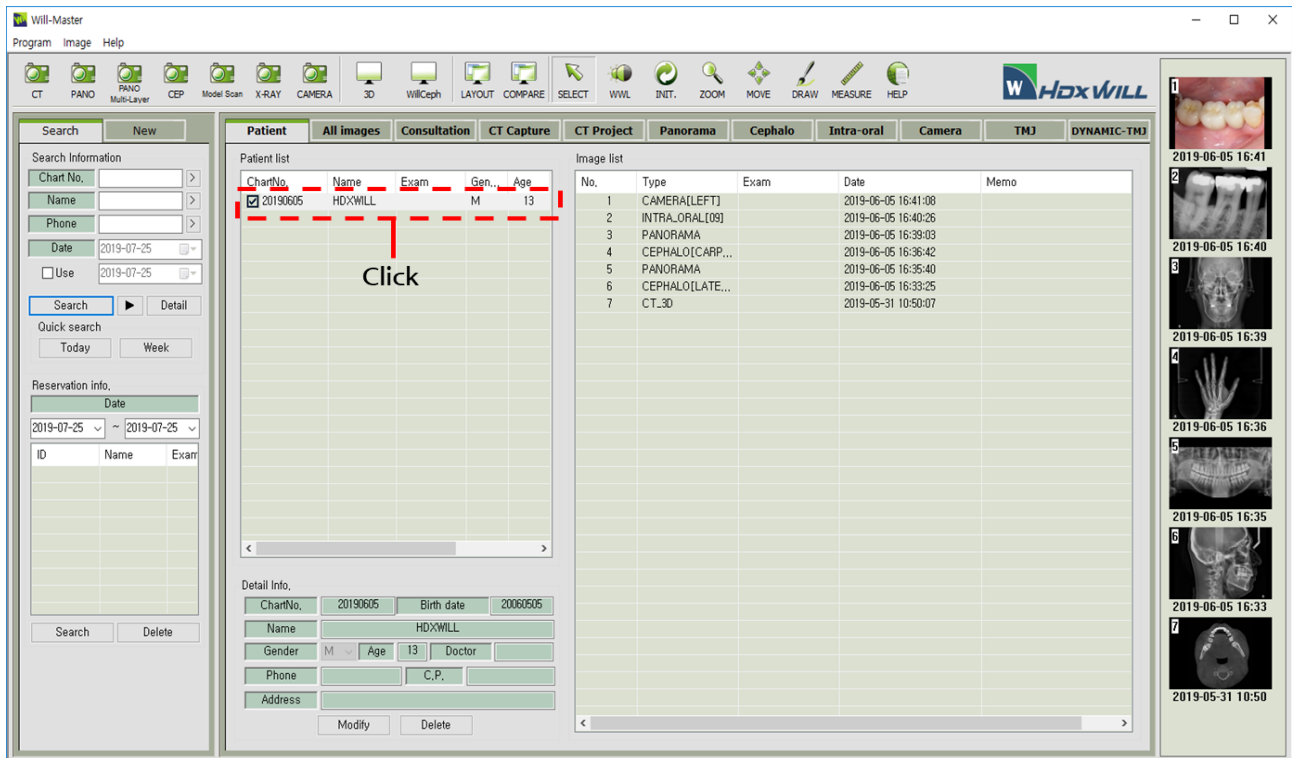 Will-Master
Program Image Help
CT PANO PANO Multi-Layer CEP Model Scan X-RAY CAMERA 3D WillCeph LAYOUT COMPARE SELECT WWL INIT. ZOOM MOVE DRAW MEASURE HELP
W HDXWILL
Search New
Search Information
Chart No,
Name
Phone
Date 2019-07-25
Use 2019-07-25
Search Detail
Quick search
Today Week
Reservation info,
Date
2019-07-25 ~ 2019-07-25
ID Name Exam
Search Delete
Patient All images Consultation CT Capture CT Project Panorama Cephalo Intra-oral Camera TMJ DYNAMIC-TMJ
Patient list
ChartNo, Name Exam Gen,,, Age
20190605 HDXWILL M 13
Click
Detail Info,
ChartNo, 20190605 Birth date 20060505
Name HDXWILL
Gender M Age 13 Doctor
Phone C,P,
Address
Modify Delete
Image list
No, Type Exam Date Memo
1 CAMERA[LEFT] 2019-06-05 16:41:08
2 INTRA_ORAL[09] 2019-06-05 16:40:26
3 PANORAMA 2019-06-05 16:39:03
4 CEPHALO[CARP,,, 2019-06-05 16:36:42
5 PANORAMA 2019-06-05 16:35:40
6 CEPHALO[LATE,,, 2019-06-05 16:33:25
7 CT_3D 2019-05-31 10:50:07
1
2019-06-05 16:41
2
2019-06-05 16:40
3
2019-06-05 16:39
4
2019-06-05 16:36
5
2019-06-05 16:35
6
2019-06-05 16:33
7
2019-05-31 10:50